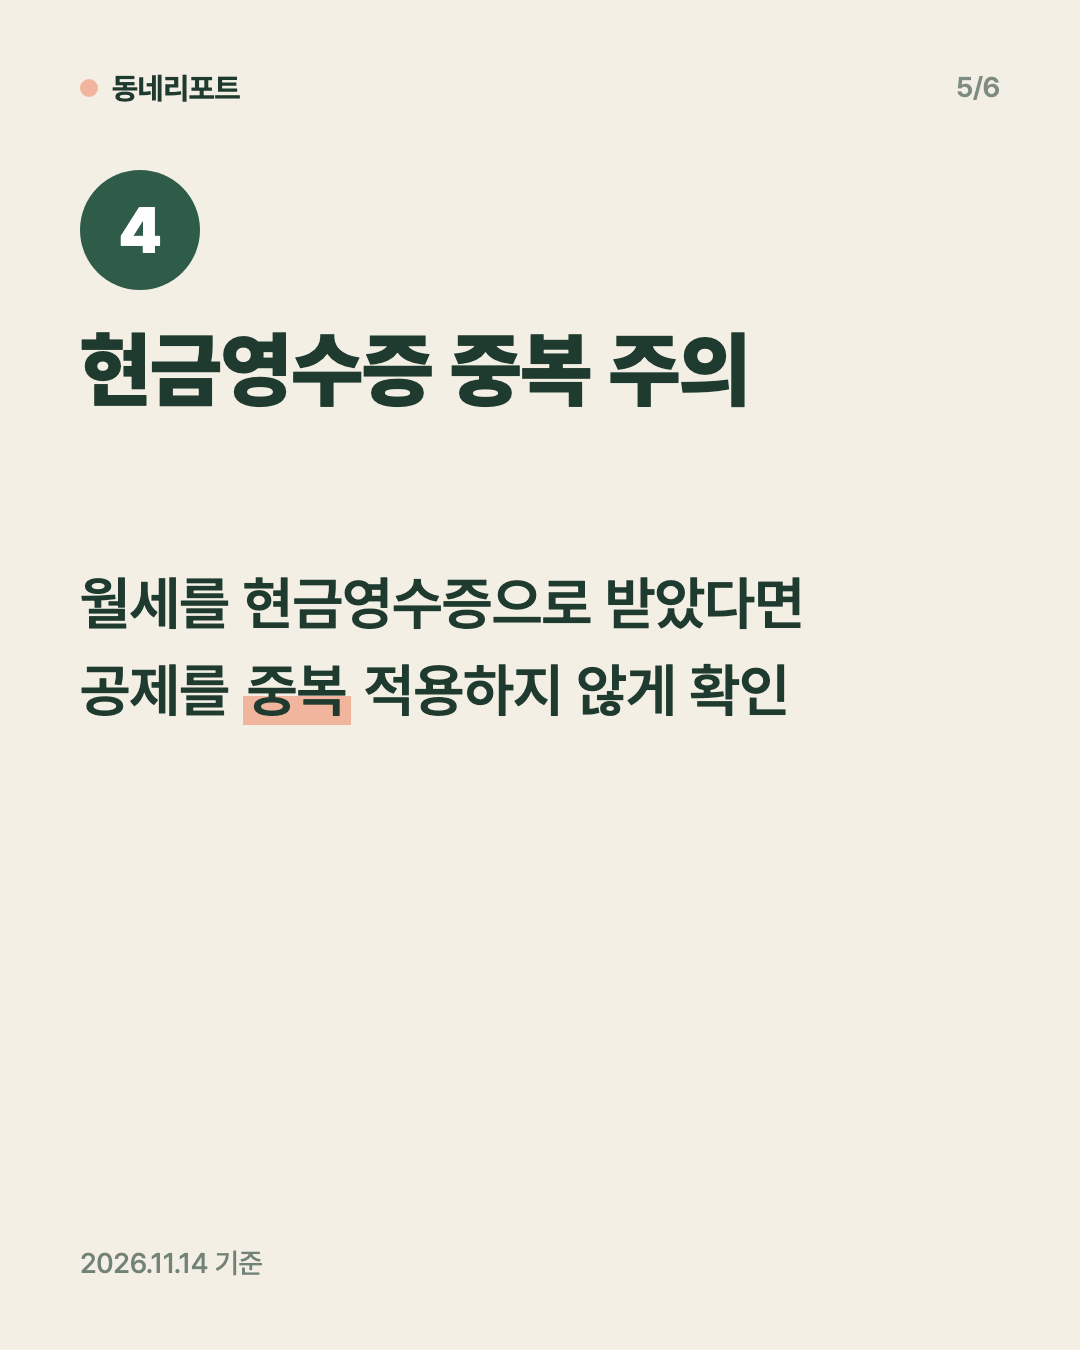 동네리포트
5/6
4
현금영수증 중복 주의
월세를 현금영수증으로 받았다면
공제를 중복 적용하지 않게 확인
2026.11.14 기준